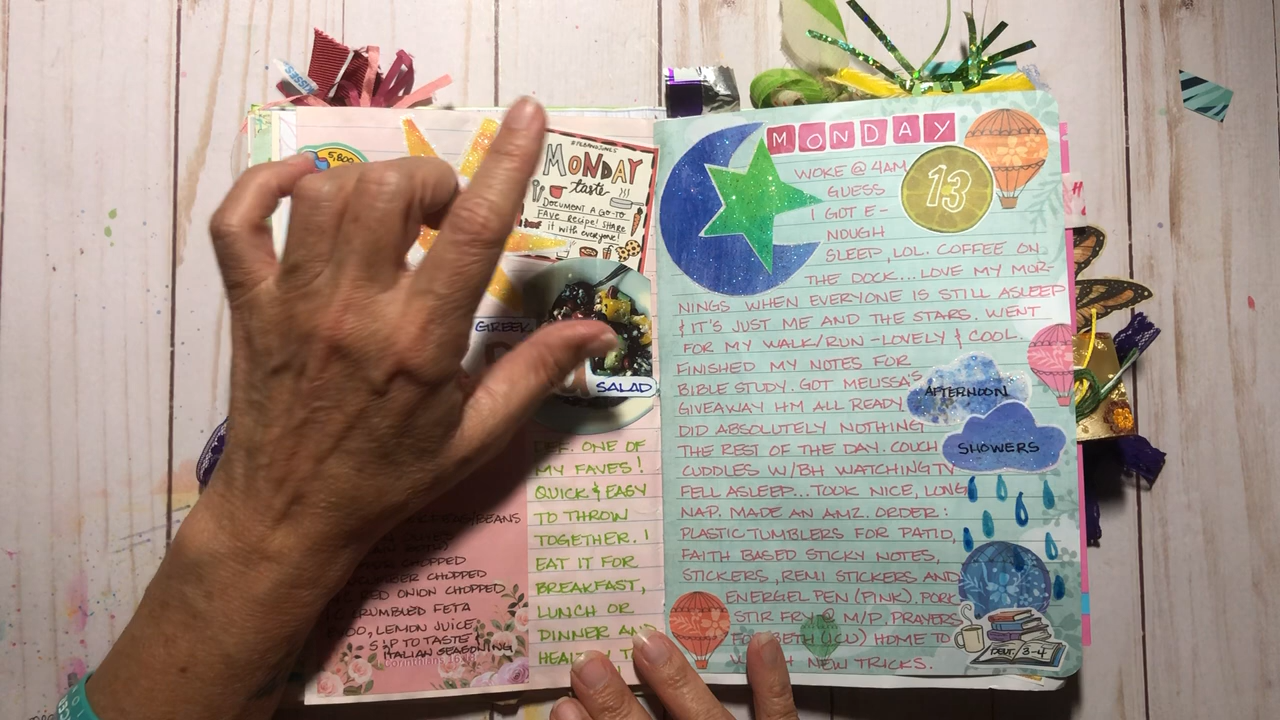 5,800
#PLANJANES
MONDAY
taste
DOCUMENT A GO-TO
FAVE Recipe! SHARE
it with everyone
GREEK
SALAD
DEF. ONE OF
MY FAVES!
QUICK & EASY
TO THROW
TOGETHER. I
EAT IT FOR
BREAKFAST,
LUNCH OR
DINNER
CHOPPED
CHOPPED
RED ONION CHOPPED
CRUMBLED FETA
LEMON JUICE,
S & P TO TASTE,
ITALIAN SEASONING
MONDAY
13
WOKE @ 4AM
GUESS
I GOT E-
NOUGH
SLEEP, LOL. COFFEE ON
THE DOCK...LOVE MY MOR-
NINGS WHEN EVERYONE IS STILL ASLEEP
& IT'S JUST ME AND THE STARS. WENT
FOR MY WALK/RUN - LOVELY & COOL.
FINISHED MY NOTES FOR
BIBLE STUDY. GOT MELISSA'S
GIVEAWAY HM ALL READY.
DID ABSOLUTELY NOTHING
THE REST OF THE DAY. COUCH
CUDDLES W/BH WATCHING TV
FELL ASLEEP...TOOK NICE, LONG
NAP. MADE AN AMZ. ORDER:
PLASTIC TUMBLERS FOR PATIO,
FAITH BASED STICKY NOTES,
STICKERS, REMI STICKERS AND
ENERGEL PEN (PINK). PORK
STIR FRY @ M/P. PRAYERS
FOR BETH (ICU) HOME TO
NEW TRICKS.
AFTERNOON
SHOWERS
DEUT. 3-4